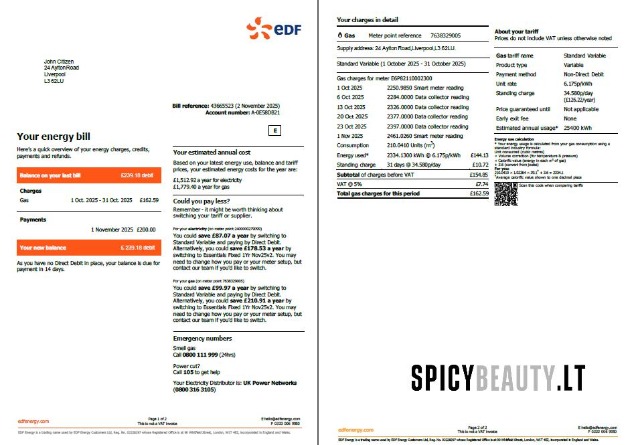 EDF
John Citizen
24 Aylton Road
Liverpool
L3 62LU
Bill reference: 43665523 (2 November 2025)
Account number: A-0E580821
E
Your energy bill
Here's a quick overview of your energy charges, credits,
payments and refunds.
Balance on your last bill
Charges
Gas 1 Oct 2025 - 31 Oct. 2025 £162.59
Payments
1 November 2025 £200.00
Your new balance
As you have no Direct Debit in place, your balance is due for
payment in 14 days.
Your estimated annual cost
Based on your latest energy use, balance and tariff
prices, your estimated energy costs for the year are:
£1,512.92 a year for electricity
£1,779.40 a year for gas
Could you pay less?
Remember - it might be worth thinking about
switching your tariff or supplier.
You could save £87.07 a year by switching to
Standard Variable and paying by Direct Debit.
Alternatively, you could save £178.53 a year by
switching to Essentials Fixed 1Yr Nov25v2. You may
need to change how you pay or your meter setup, but
contact our team if you'd like to switch.
You could save £99.97 a year by switching to
Standard Variable and paying by Direct Debit.
Alternatively, you could save £210.91 a year by
switching to Essentials Fixed 1Yr Nov25v2. You may
need to change how you pay or your meter setup, but
contact our team if you'd like to switch.
Emergency numbers
Smell gas
Call 0800 111 999 (24hrs)
Power cut?
Call 105 to get help
Your Electricity Distributor is: UK Power Networks
(0800 316 3105)
edfenergy.com
Page 1 of 2
This is not a VAT invoice
Your charges in detail
Gas Meter point reference 7638329005
Supply address: 24 Aylton Road,Liverpool,L3 62LU
Standard Variable (1 October 2025 - 31 October 2025)
Gas charges for meter E6P82110002300
1 Oct 2025 2250.9850 Smart meter reading
6 Oct 2025 2284.0000 Data collector reading
13 Oct 2025 2336.0000 Data collector reading
20 Oct 2025 2377.0000 Data collector reading
23 Oct 2025 2397.0000 Data collector reading
1 Nov 2025 2461.0260 Smart meter reading
Consumption 210.0410 Units (m³)
Energy used* 2334.1300 kWh @ 6.175p/kWh £144.13
Standing charge 31 days @ 34.580p/day £10.72
Subtotal of charges before VAT £154.85
VAT @ 5% £7.74
Total gas charges for this period £162.59
About your tariff
Prices do not include VAT unless otherwise noted
Gas tariff name Standard Variable
Product type Variable
Payment method Non-Direct Debit
Unit rate 6.175p/kWh
Standing charge 34.580p/day
(£126.22/year)
Price guaranteed until Not applicable
Early exit fee None
Estimated annual usage* 25400 kWh
Energy use calculation
Scan this code when comparing tariffs
SPICYBEAUTY.LT
edfenergy.com
Page 2 of 2
This is not a VAT invoice